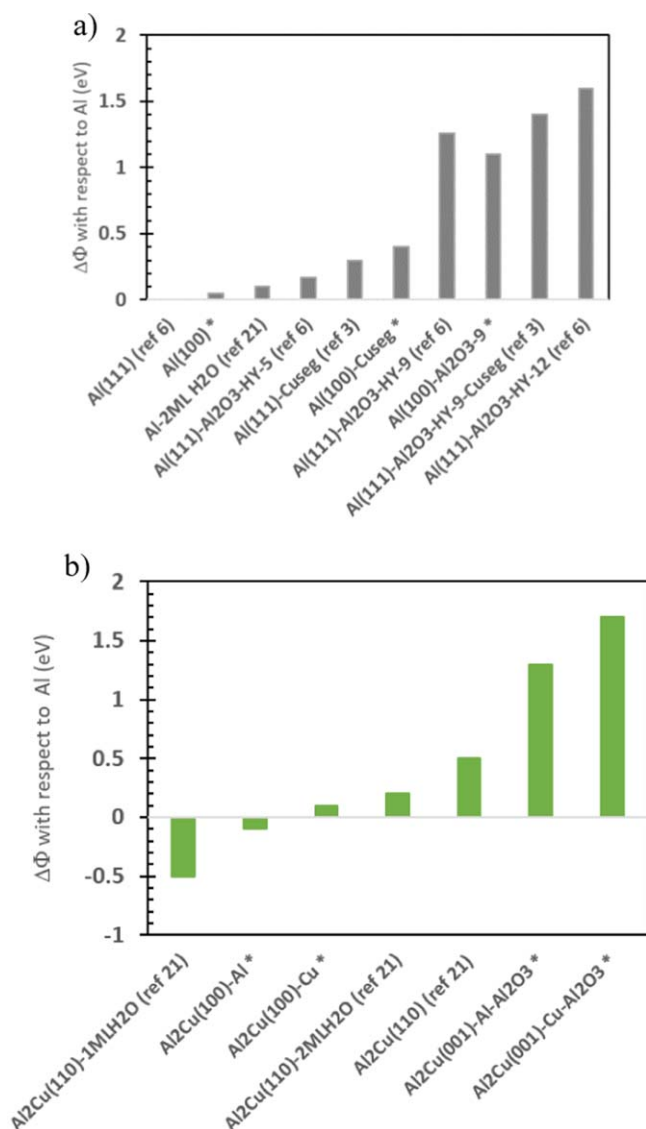 a)
2
1.5
1
0.5
0
ΔΦ with respect to Al (eV)
Al(111) (ref 6)
Al(100) *
Al-2ML H2O (ref 21)
Al(111)-Al2O3-HY-5 (ref 6)
Al(111)-Cuseg (ref 3)
Al(100)-Cuseg *
Al(111)-Al2O3-HY-9 (ref 6)
Al(100)-Al2O3-9 *
Al(111)-Al2O3-HY-9-Cuseg (ref 3)
Al(111)-Al2O3-HY-12 (ref 6)
b)
2
1.5
1
0.5
0
-0.5
-1
ΔΦ with respect to Al (eV)
Al2Cu(110)-1MLH2O (ref 21)
Al2Cu(100)-Al *
Al2Cu(100)-Cu *
Al2Cu(110)-2MLH2O (ref 21)
Al2Cu(110) (ref 21)
Al2Cu(001)-Al-Al2O3 *
Al2Cu(001)-Cu-Al2O3 *